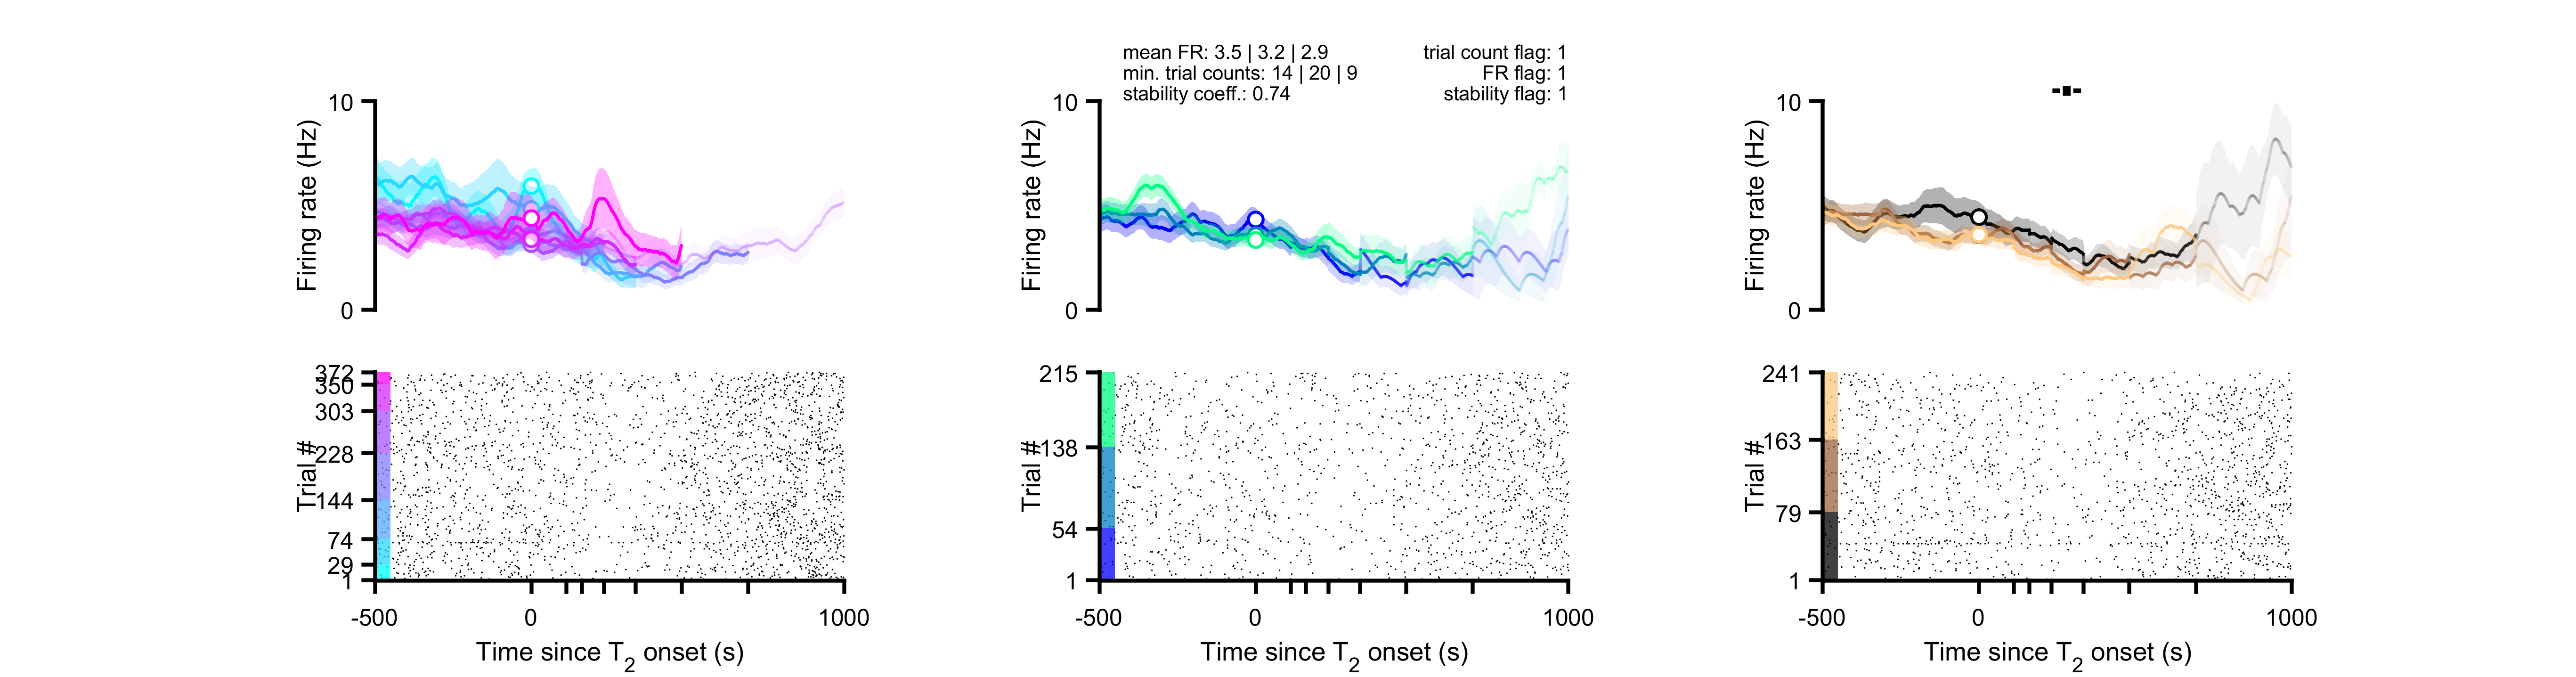 mean FR: 3.5 | 3.2 | 2.9
min. trial counts: 14 | 20 | 9
stability coeff.: 0.74
trial count flag: 1
FR flag: 1
stability flag: 1
10
Firing rate (Hz)
0
10
Firing rate (Hz)
0
10
Firing rate (Hz)
0
372
350
303
228
144
74
29
1
Trial #
-500
0
1000
Time since T2 onset (s)
215
138
54
1
Trial #
-500
0
1000
Time since T2 onset (s)
241
163
79
1
Trial #
-500
0
1000
Time since T2 onset (s)